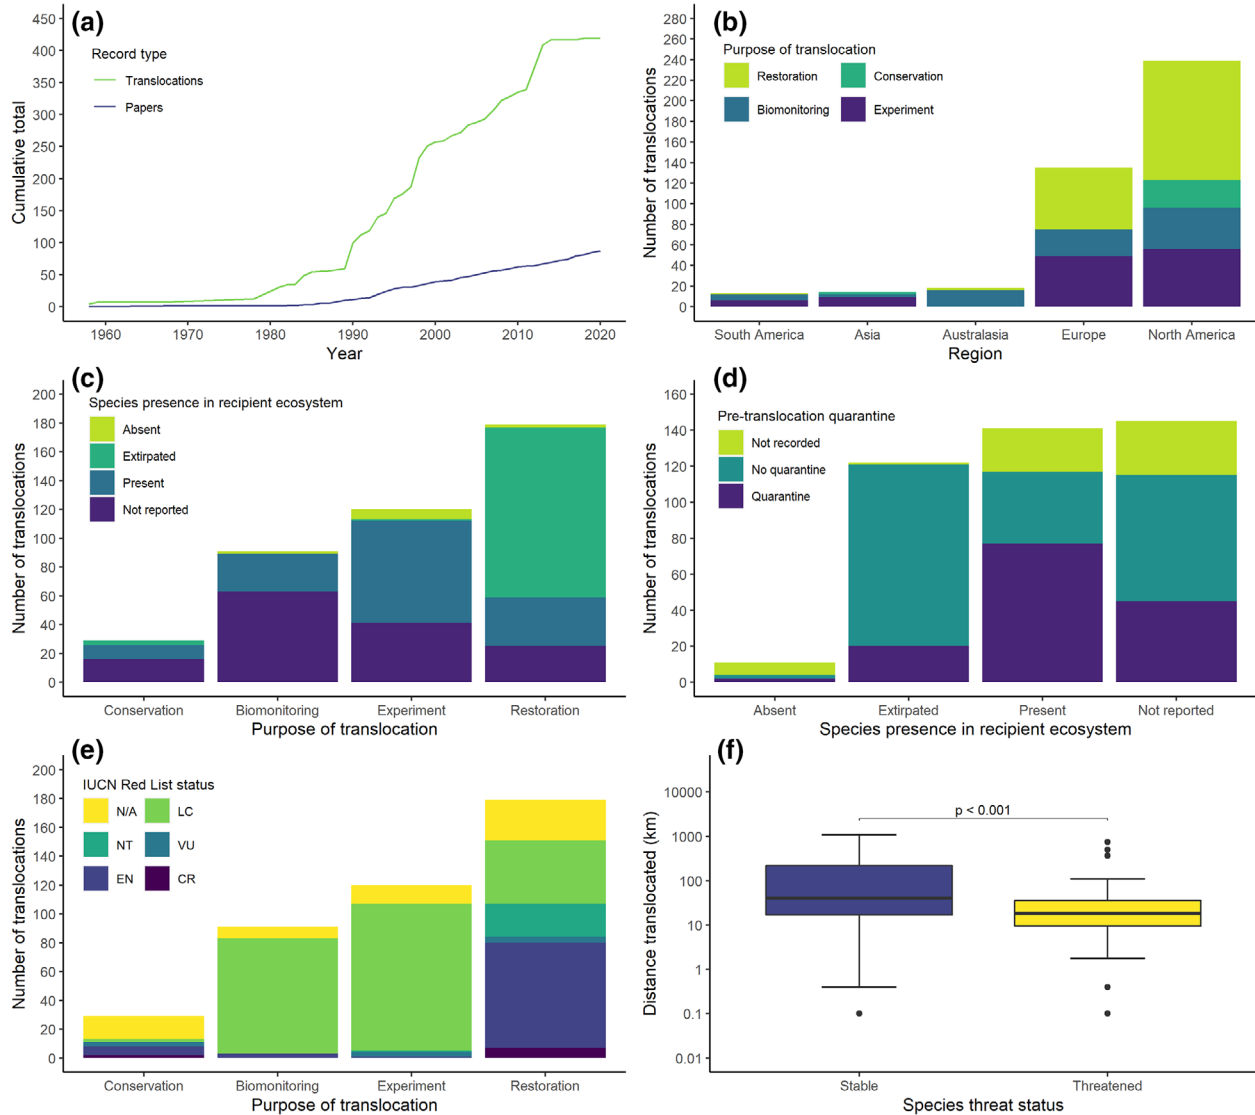 (a)
450
400
350
300
250
200
150
100
50
0
Cumulative total
Record type
Translocations
Papers
1960 1970 1980 1990 2000 2010 2020
Year
(b)
280
260
240
220
200
180
160
140
120
100
80
60
40
20
0
Number of translocations
Purpose of translocation
Restoration Conservation
Biomonitoring Experiment
South America Asia Australasia Europe North America
Region
(c)
200
180
160
140
120
100
80
60
40
20
0
Number of translocations
Species presence in recipient ecosystem
Absent
Extirpated
Present
Not reported
Conservation Biomonitoring Experiment Restoration
Purpose of translocation
(d)
160
140
120
100
80
60
40
20
0
Number of translocations
Pre-translocation quarantine
Not recorded
No quarantine
Quarantine
Absent Extirpated Present Not reported
Species presence in recipient ecosystem
(e)
200
180
160
140
120
100
80
60
40
20
0
Number of translocations
IUCN Red List status
N/A LC
NT VU
EN CR
Conservation Biomonitoring Experiment Restoration
Purpose of translocation
(f)
10000
1000
100
10
1
0.1
0.01
Distance translocated (km)
p < 0.001
Stable Threatened
Species threat status